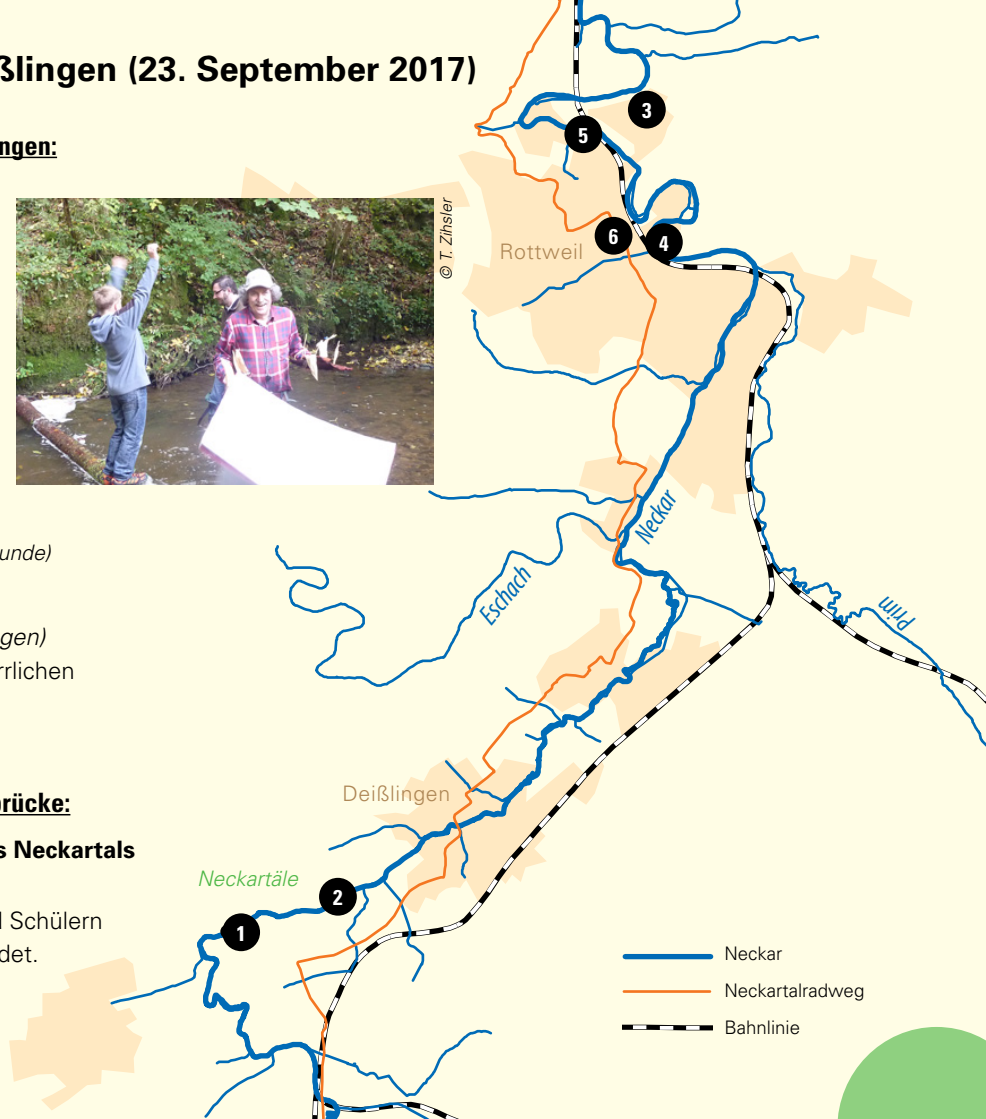 ßlingen (23. September 2017)
ngen:
© T. Zihsler
unde)
gen)
rrlichen
orücke:
s Neckartals
l Schülern
det.
3
5
6
4
Rottweil
Neckar
Eschach
Prim
Deißlingen
Neckartäle
2
1
Neckar
Neckartalradweg
Bahnlinie